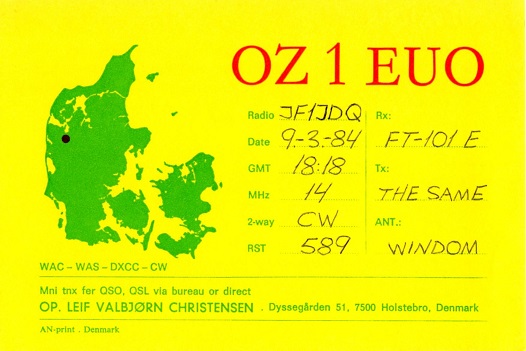 OZ 1 EUO
Radio JF1JDQ Rx:
Date 9.-3.-84 FT-101 E
GMT 18:18 Tx:
MHz 14 THE SAME
2-way CW ANT.:
RST 589 WINDOM
WAC – WAS – DXCC – CW
Mni tnx fer QSO, QSL via bureau or direct
OP. LEIF VALBJØRN CHRISTENSEN . Dyssegården 51, 7500 Holstebro, Denmark
AN-print . Denmark